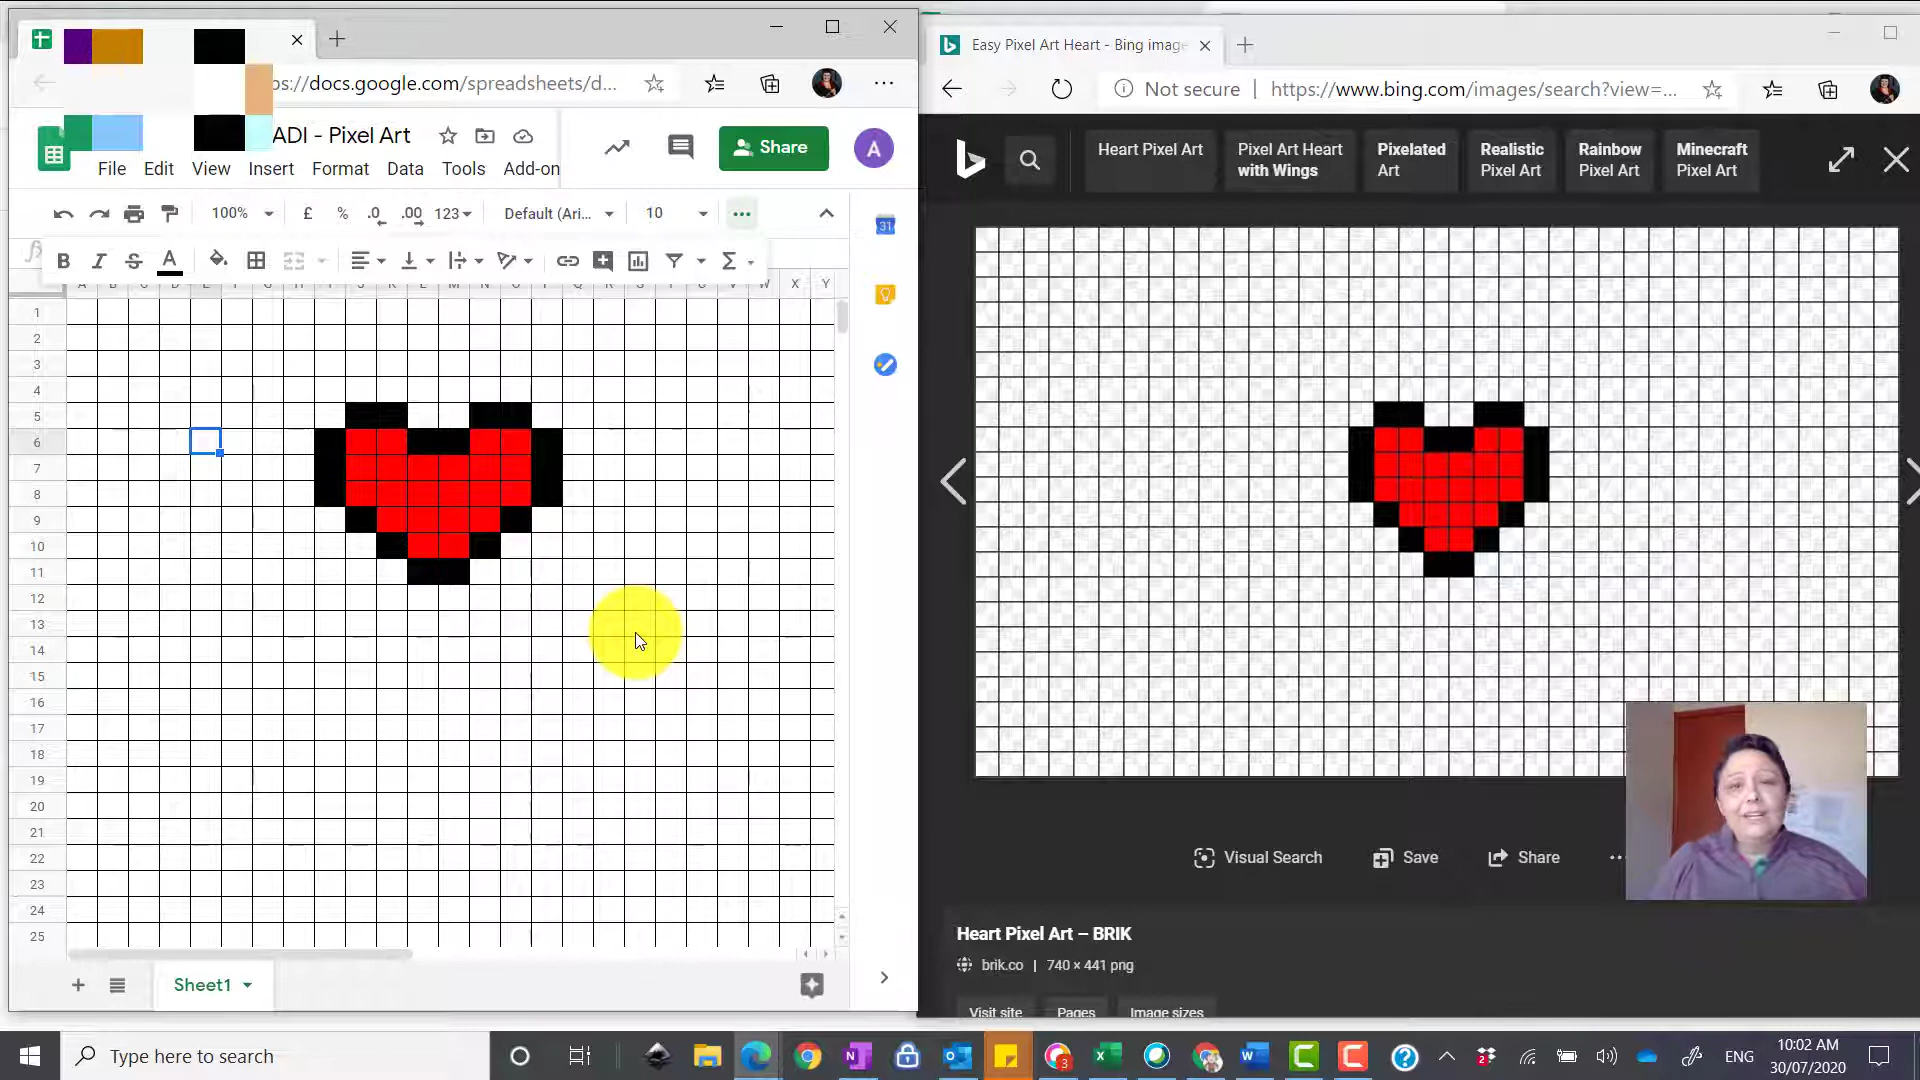 ps://docs.google.com/spreadsheets/d...
ADI - Pixel Art
Share
A
File Edit View Insert Format Data Tools Add-on
100% £ % .0 .00 123 Default (Ari... 10
B I S A
31
A B C D E F G H I J K L M N O P Q R S T U V W X Y
1
2
3
4
5
6
7
8
9
10
11
12
13
14
15
16
17
18
19
20
21
22
23
24
25
Sheet1
Easy Pixel Art Heart - Bing image
Not secure | https://www.bing.com/images/search?view=...
Heart Pixel Art
Pixel Art Heart with Wings
Pixelated Art
Realistic Pixel Art
Rainbow Pixel Art
Minecraft Pixel Art
Visual Search Save Share
Heart Pixel Art – BRIK
brik.co | 740 × 441 png
Visit site Pages Image sizes
Type here to search
ENG
10:02 AM
30/07/2020